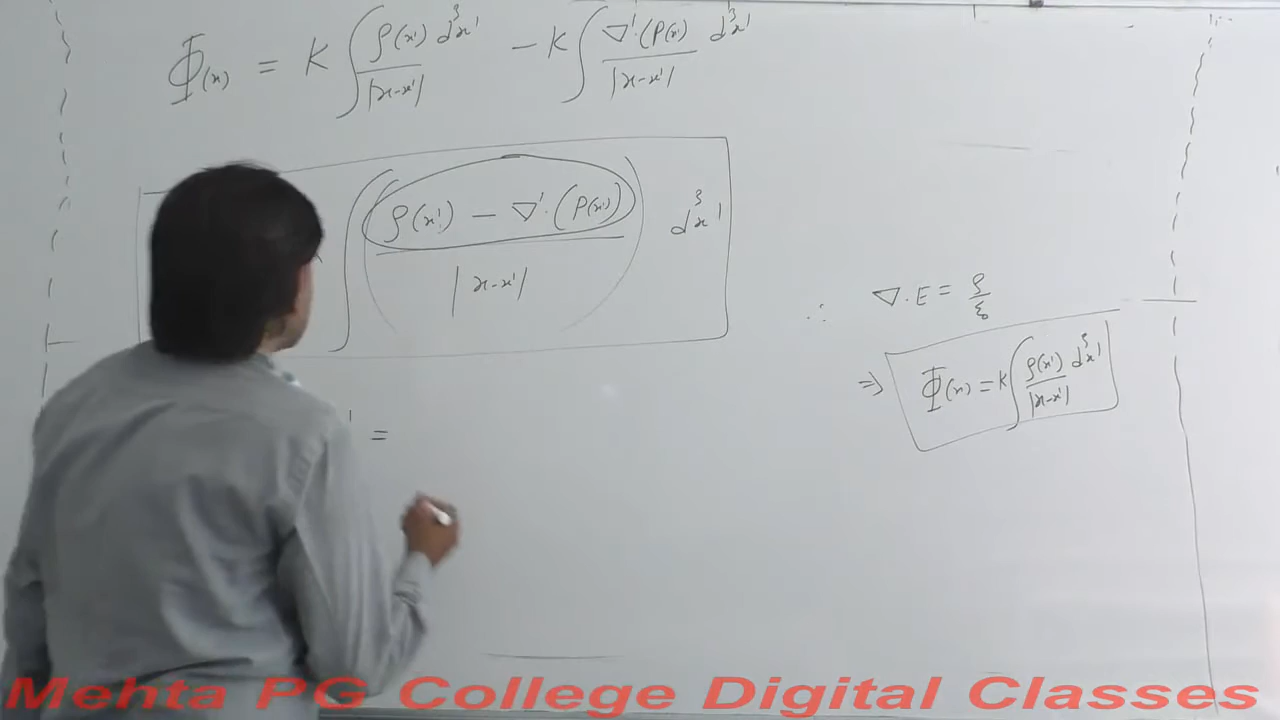 Φ(x) = K ∫ ρ(x') d³x' / |x-x'| - K ∫ ∇'.(P(x')) / |x-x'| d³x'
∫ ( ρ(x') - ∇'.(P(x')) / |x-x'| ) d³x'
∴ ∇.E = ρ/ε₀
⇒ Φ(x) = K ∫ ρ(x') d³x' / |x-x'|
' =
Mehta PG College Digital Classes